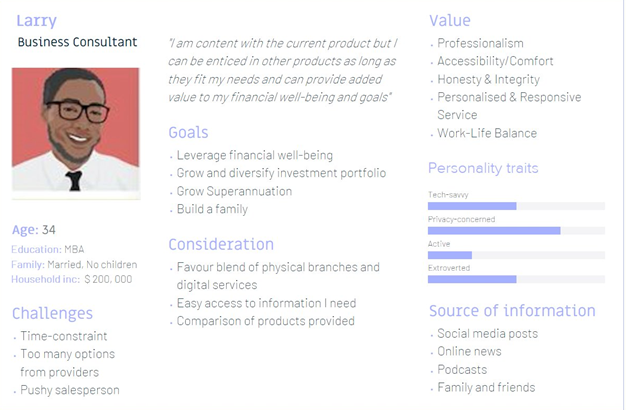 Larry
Business Consultant
Age: 34
Education: MBA
Family: Married, No children
Household inc: $ 200, 000
Challenges
· Time-constraint
· Too many options
from providers
· Pushy salesperson
"I am content with the current product but I
can be enticed in other products as long as
they fit my needs and can provide added
value to my financial well-being and goals"
Goals
· Leverage financial well-being
· Grow and diversify investment portfolio
· Grow Superannuation
· Build a family
Consideration
· Favour blend of physical branches and
digital services
· Easy access to information I need
· Comparison of products provided
Value
· Professionalism
· Accessibility/Comfort
· Honesty & Integrity
· Personalised & Responsive
Service
· Work-Life Balance
Personality traits
Tech-savvy
Privacy-concerned
Active
Extroverted
Source of information
· Social media posts
· Online news
· Podcasts
· Family and friends